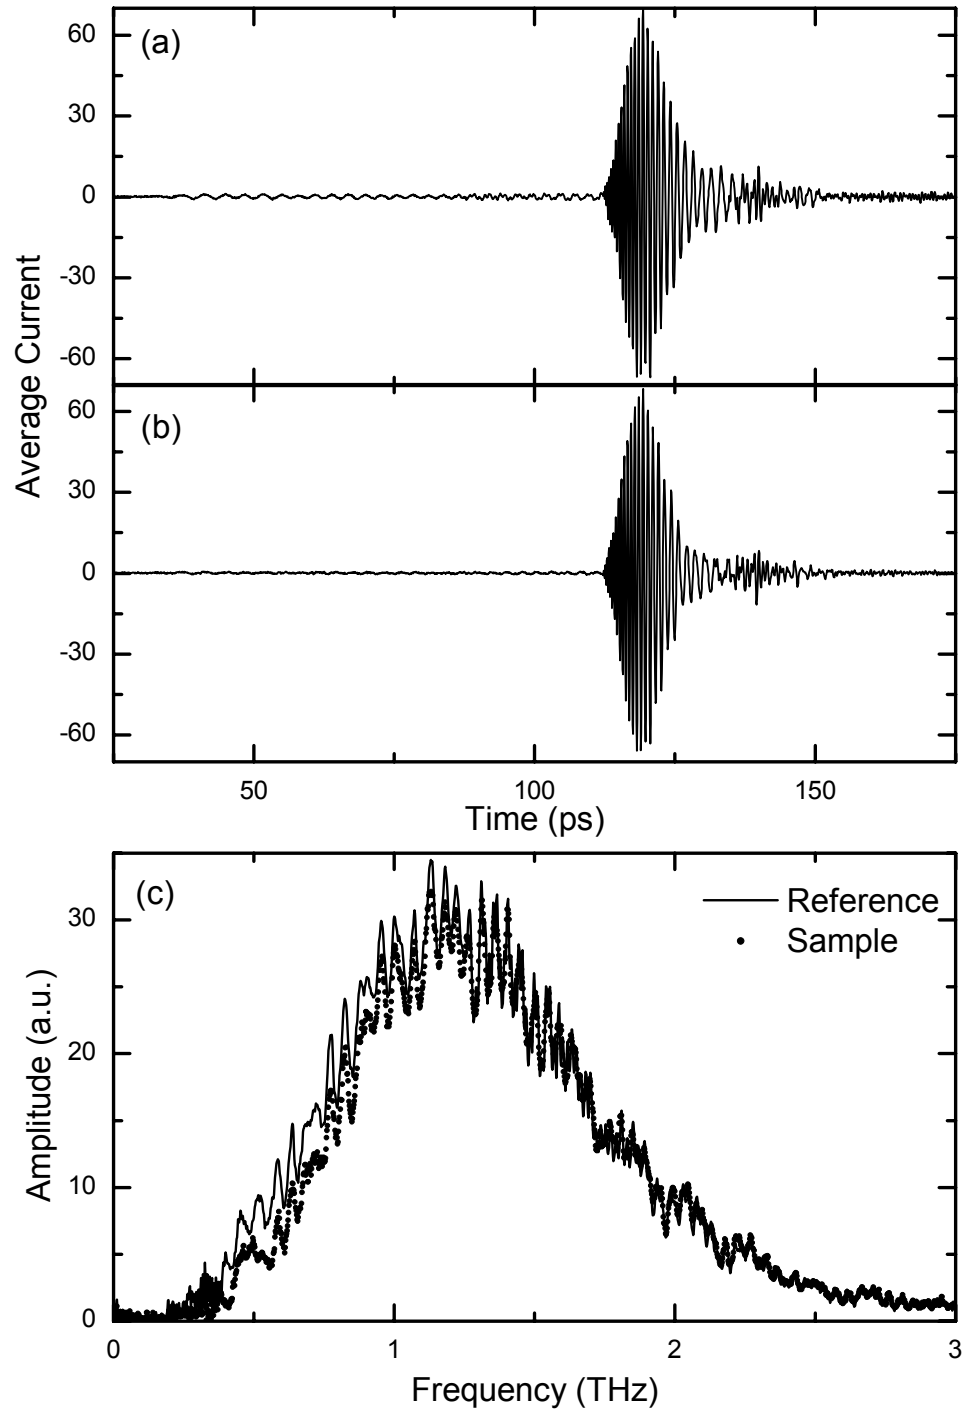 (a)
60
30
0
-30
-60
Average Current
(b)
60
30
0
-30
-60
50 100 150
Time (ps)
(c)
Reference
Sample
30
20
10
0
Amplitude (a.u.)
0 1 2 3
Frequency (THz)